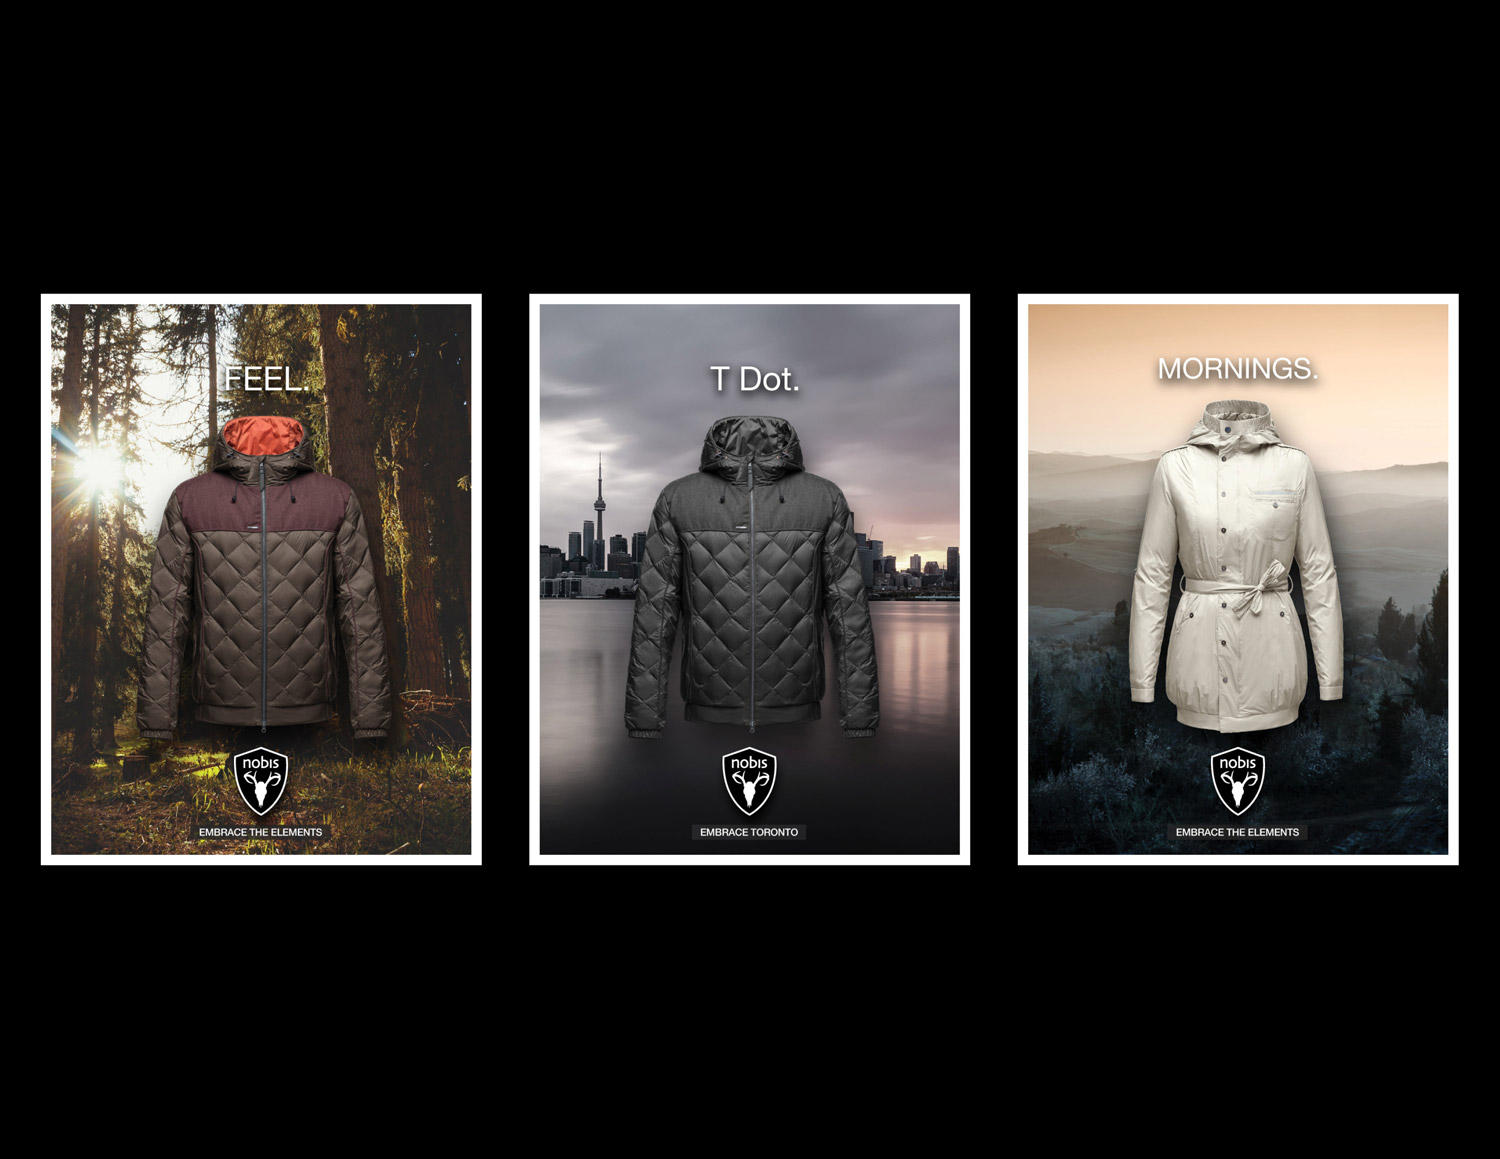 FEEL.
nobis
EMBRACE THE ELEMENTS
T Dot.
nobis
EMBRACE TORONTO
MORNINGS.
nobis
EMBRACE THE ELEMENTS